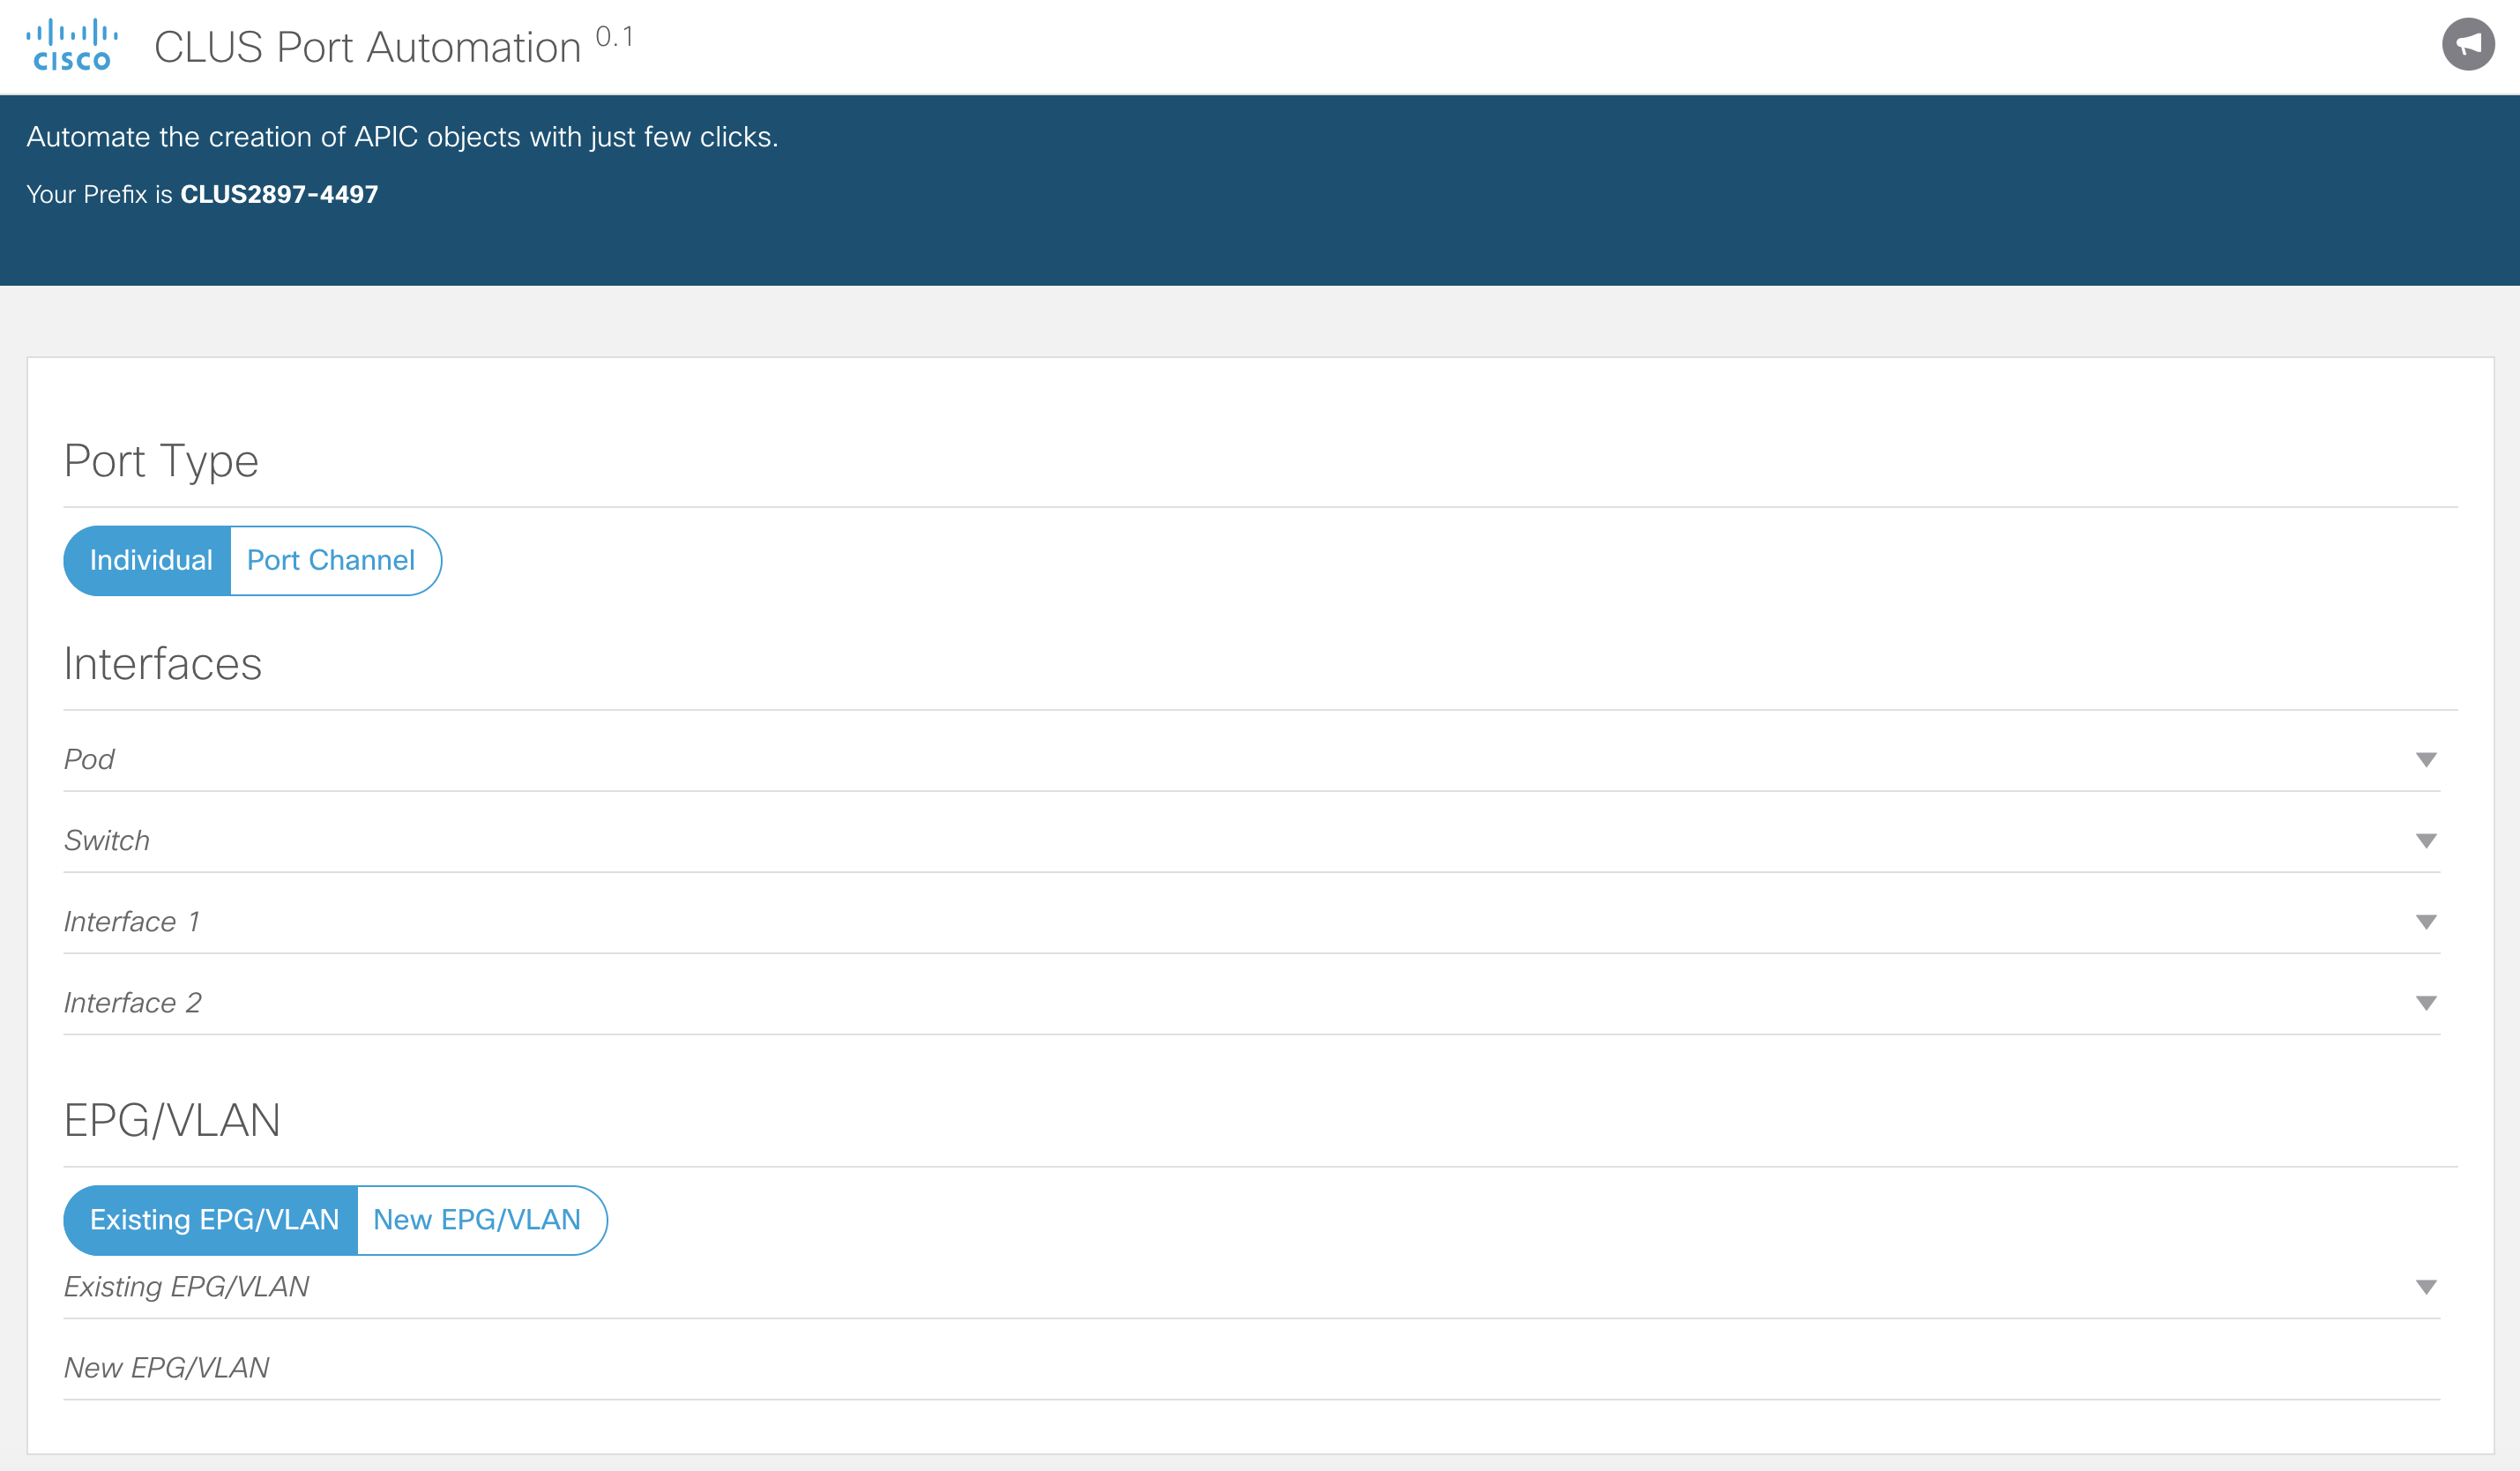 CISCO
CLUS Port Automation 0.1
Automate the creation of APIC objects with just few clicks.
Your Prefix is CLUS2897-4497
Port Type
Individual Port Channel
Interfaces
Pod
Switch
Interface 1
Interface 2
EPG/VLAN
Existing EPG/VLAN New EPG/VLAN
Existing EPG/VLAN
New EPG/VLAN